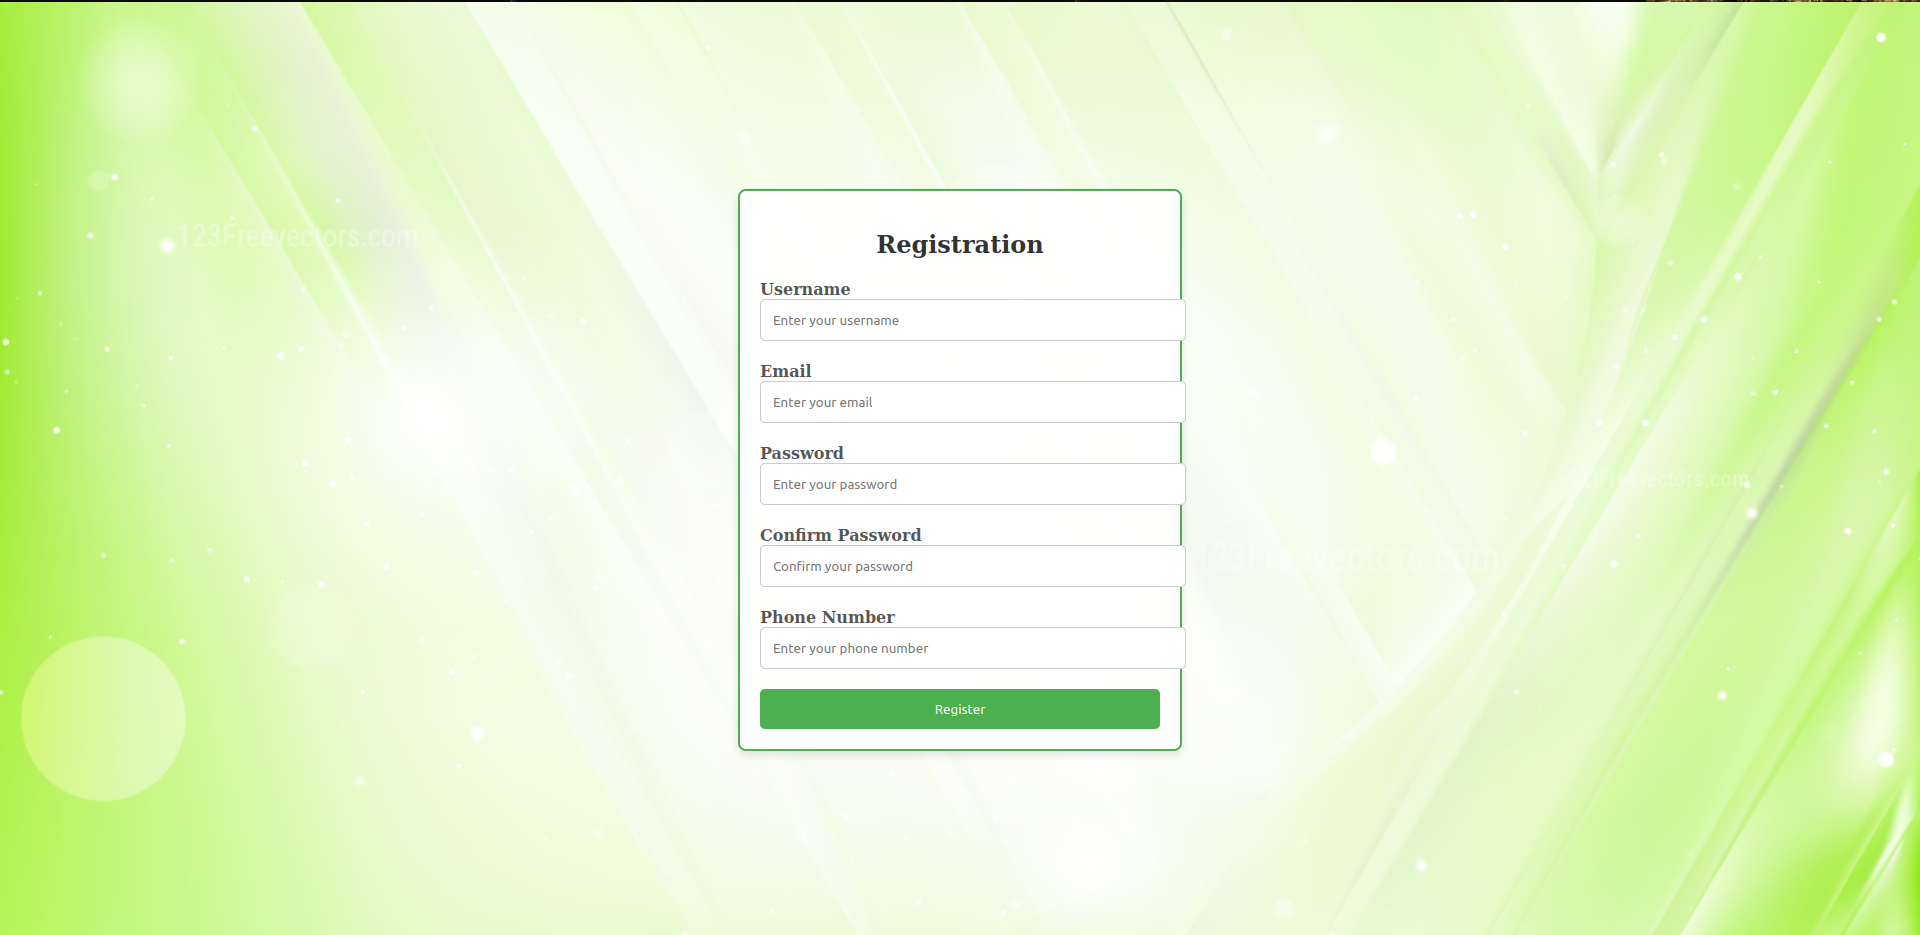 123Freevectors.com
Registration
Username
Enter your username
Email
Enter your email
Password
Enter your password
123Freevectors.com
Confirm Password
Confirm your password
123Freevectors.com
Phone Number
Enter your phone number
Register